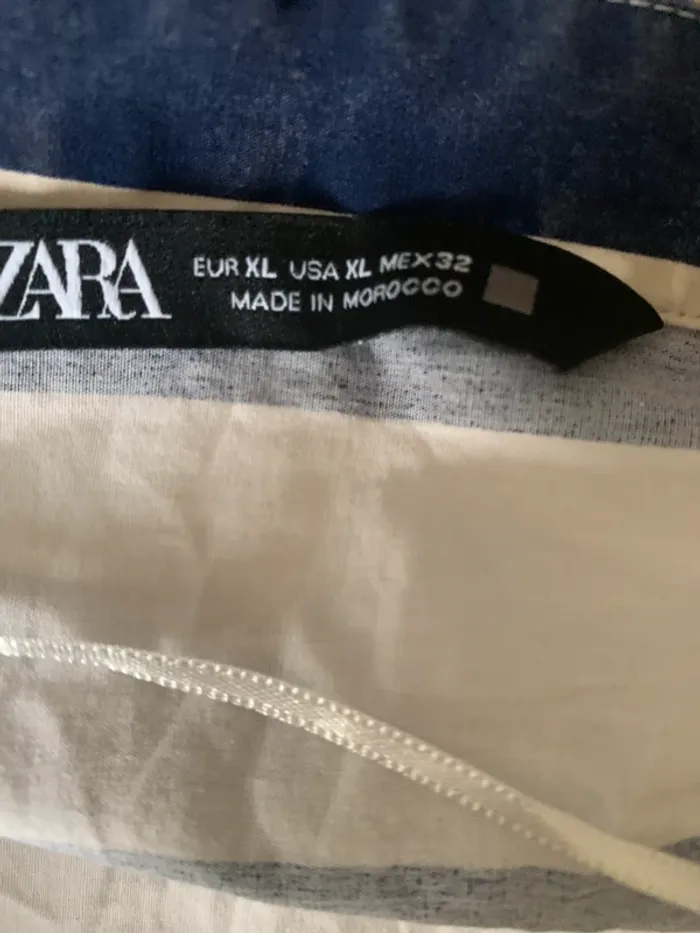 ZARA
EUR XL USA XL MEX 32
MADE IN MOROCCO